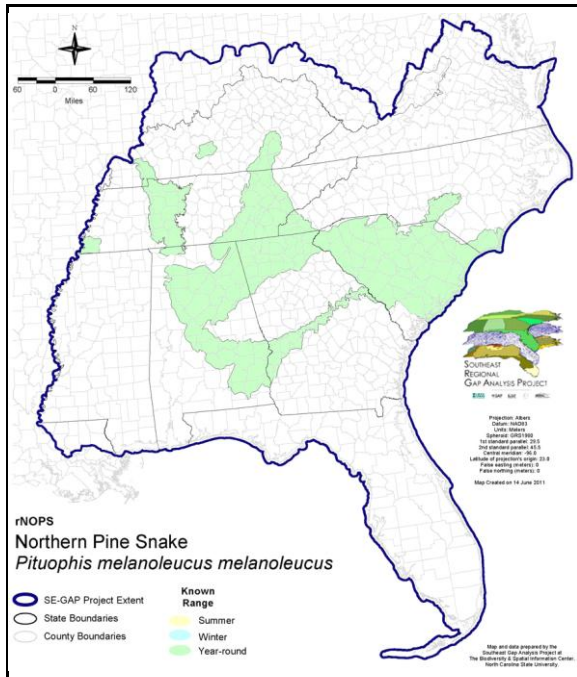 N
60 0 60 120
Miles
SOUTHEAST
REGIONAL
GAP ANALYSIS PROJECT
Projection: Albers
Datum: NAD83
Units: Meters
Spheroid: GRS1980
1st standard parallel: 29.5
2nd standard parallel: 45.5
Central meridian: -96.0
Latitude of projection's origin: 23.0
False easting (meters): 0
False northing (meters): 0
Map Created on 14 June 2011
rNOPS
Northern Pine Snake
Pituophis melanoleucus melanoleucus
SE-GAP Project Extent
State Boundaries
County Boundaries
Known
Range
Summer
Winter
Year-round
Map and data prepared by the
Southeast Gap Analysis Project at
The Biodiversity & Spatial Information Center,
North Carolina State University.